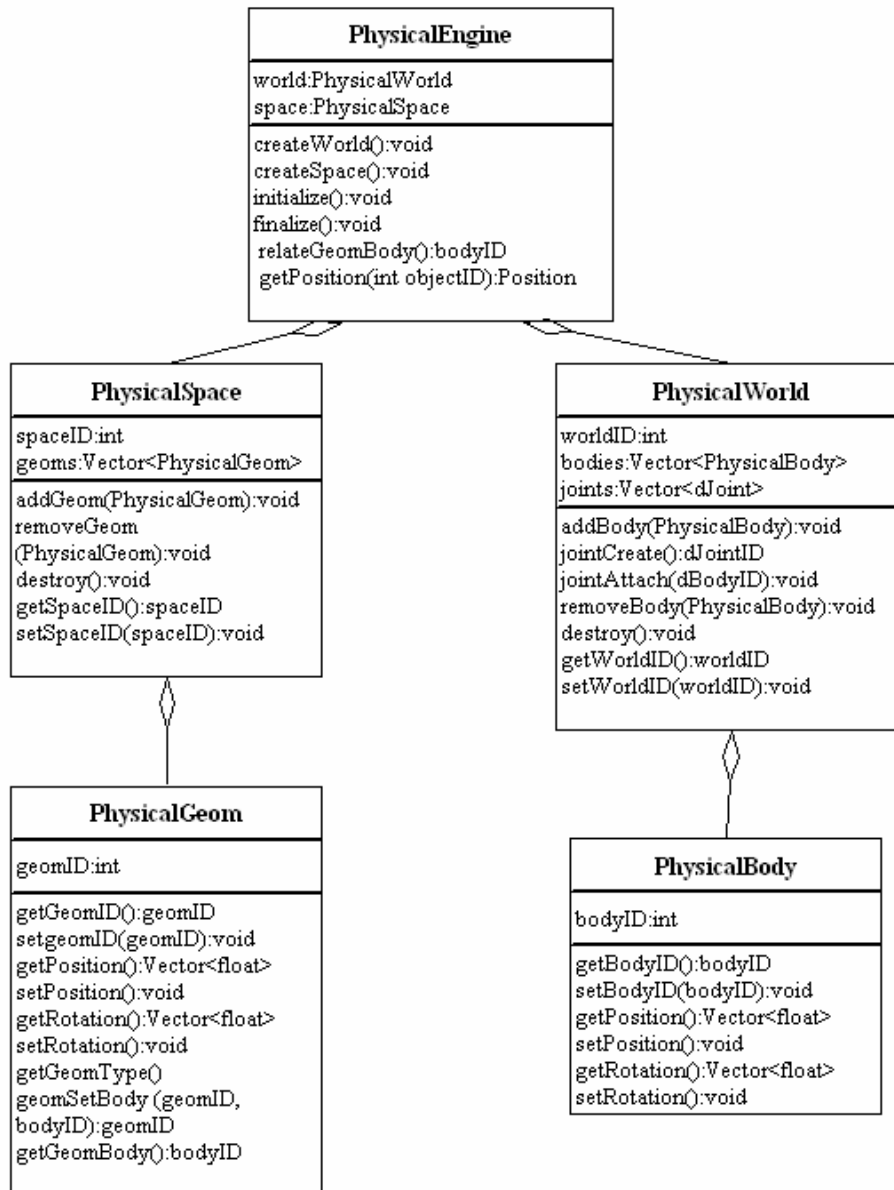 PhysicalEngine
world:PhysicalWorld
space:PhysicalSpace
createWorld():void
createSpace():void
initialize():void
finalize():void
relateGeomBody():bodyID
getPosition(int objectID):Position
PhysicalSpace
spaceID:int
geoms:Vector<PhysicalGeom>
addGeom(PhysicalGeom):void
removeGeom
(PhysicalGeom):void
destroy():void
getSpaceID():spaceID
setSpaceID(spaceID):void
PhysicalWorld
worldID:int
bodies:Vector<PhysicalBody>
joints:Vector<dJoint>
addBody(PhysicalBody):void
jointCreate():dJointID
jointAttach(dBodyID):void
removeBody(PhysicalBody):void
destroy():void
getWorldID():worldID
setWorldID(worldID):void
PhysicalGeom
geomID:int
getGeomID():geomID
setgeomID(geomID):void
getPosition():Vector<float>
setPosition():void
getRotation():Vector<float>
setRotation():void
getGeomType()
geomSetBody (geomID,
bodyID):geomID
getGeomBody():bodyID
PhysicalBody
bodyID:int
getBodyID():bodyID
setBodyID(bodyID):void
getPosition():Vector<float>
setPosition():void
getRotation():Vector<float>
setRotation():void